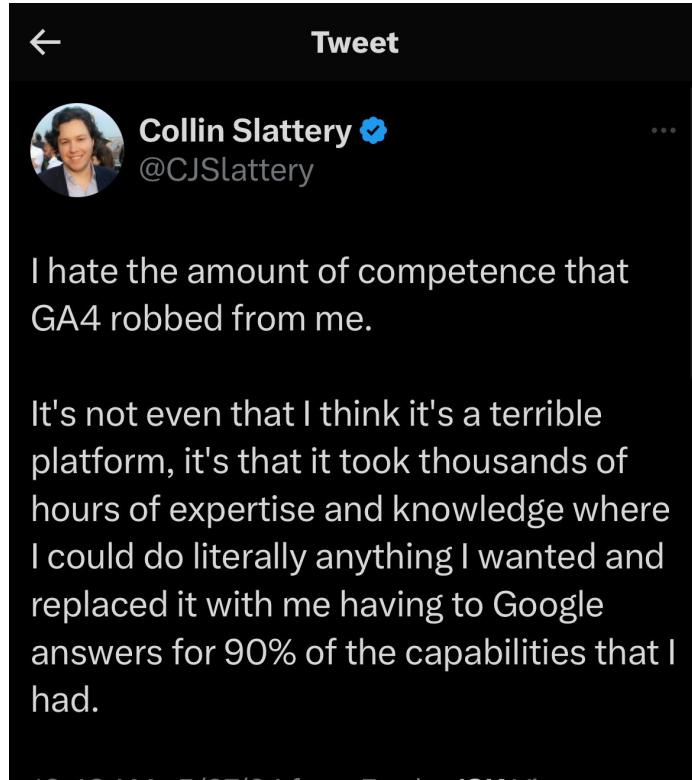 Tweet
Collin Slattery
@CJSlattery
I hate the amount of competence that
GA4 robbed from me.
It's not even that I think it's a terrible
platform, it's that it took thousands of
hours of expertise and knowledge where
I could do literally anything I wanted and
replaced it with me having to Google
answers for 90% of the capabilities that I
had.